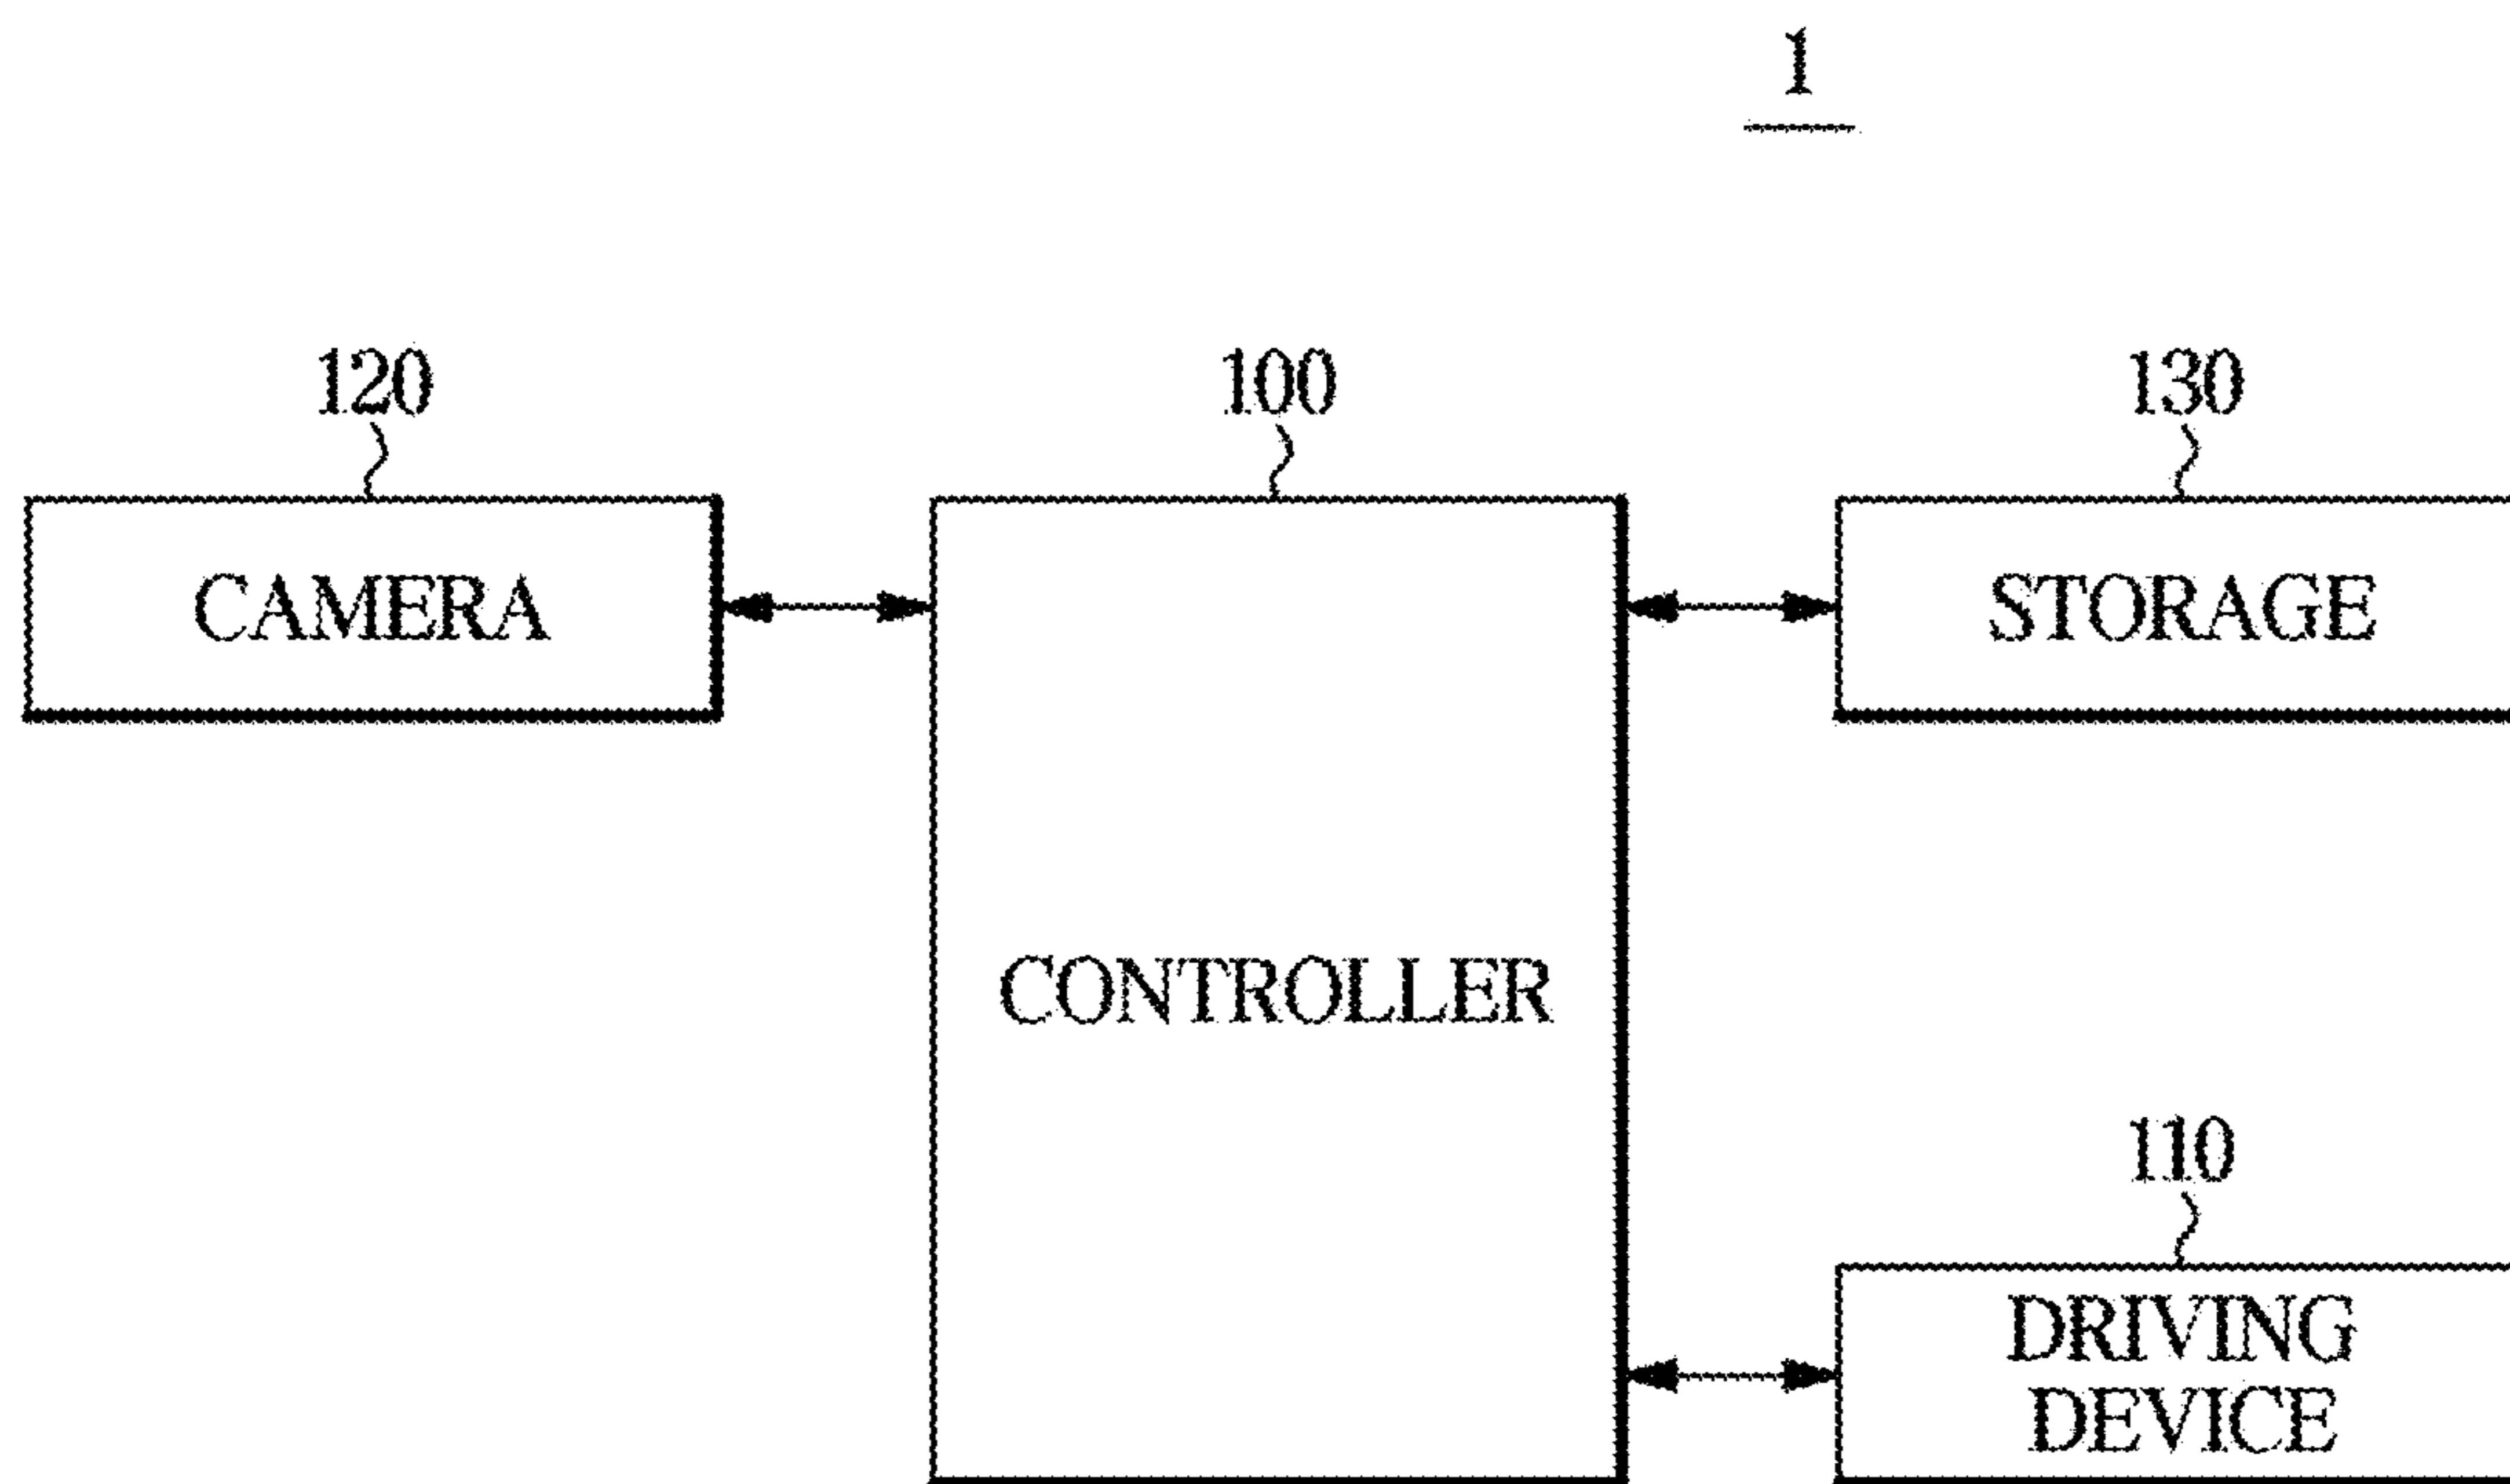 1
120
100
130
CAMERA
STORAGE
CONTROLLER
110
DRIVING
DEVICE